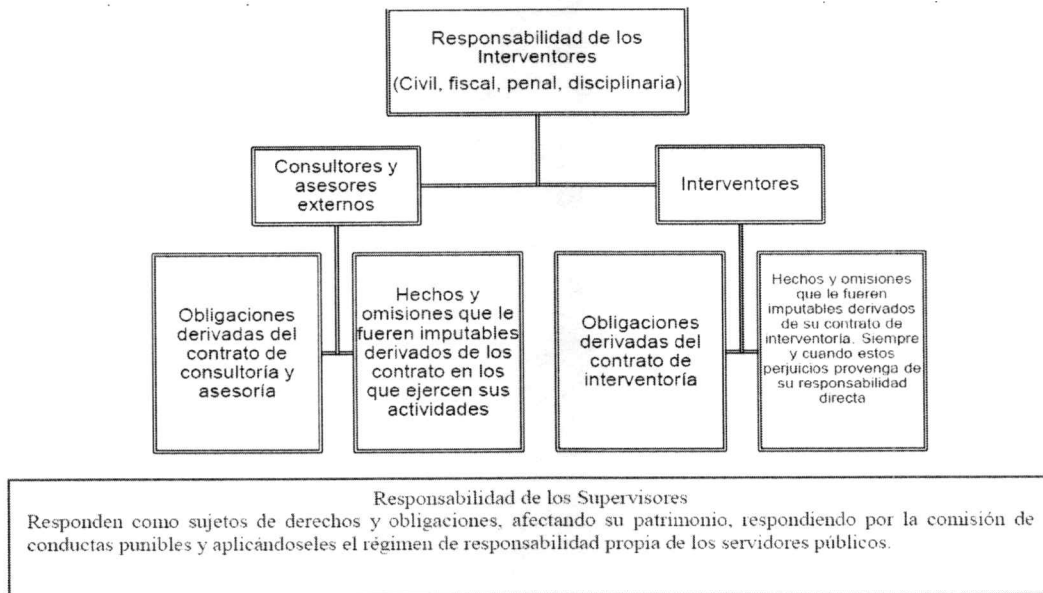 Responsabilidad de los
Interventores
(Civil, fiscal, penal, disciplinaria)
Consultores y
asesores
externos
Interventores
Obligaciones
derivadas del
contrato de
consultoría y
asesoría
Hechos y
omisiones que le
fueren imputables
derivados de los
contrato en los
que ejercen sus
actividades
Obligaciones
derivadas del
contrato de
interventoría
Hechos y omisiones
que le fueren
imputables derivados
de su contrato de
interventoría. Siempre
y cuando estos
perjuicios provenga de
su responsabilidad
directa
Responsabilidad de los Supervisores
Responden como sujetos de derechos y obligaciones, afectando su patrimonio, respondiendo por la comisión de
conductas punibles y aplicándoseles el régimen de responsabilidad propia de los servidores públicos.